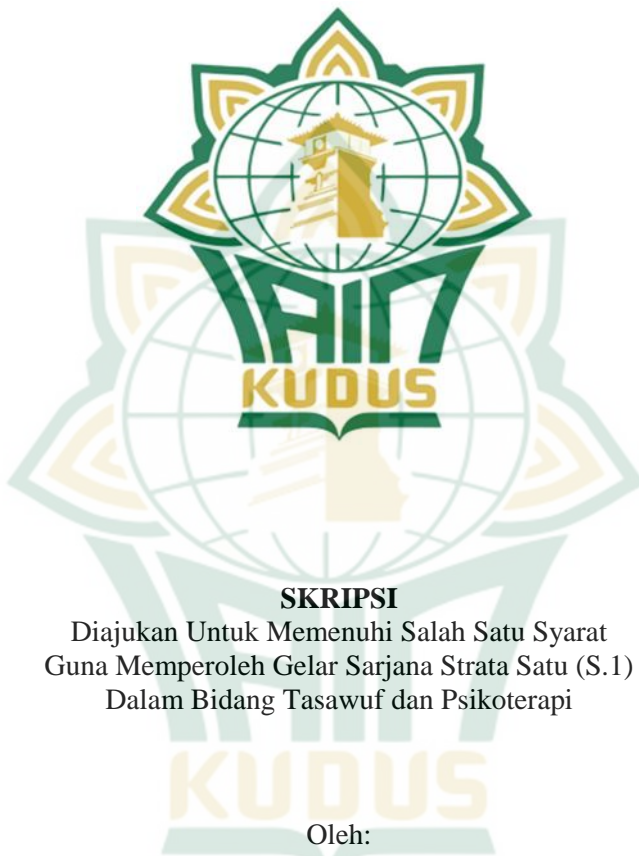 IAIN
KUDUS
SKRIPSI
Diajukan Untuk Memenuhi Salah Satu Syarat
Guna Memperoleh Gelar Sarjana Strata Satu (S.1)
Dalam Bidang Tasawuf dan Psikoterapi
KUDUS
Oleh: